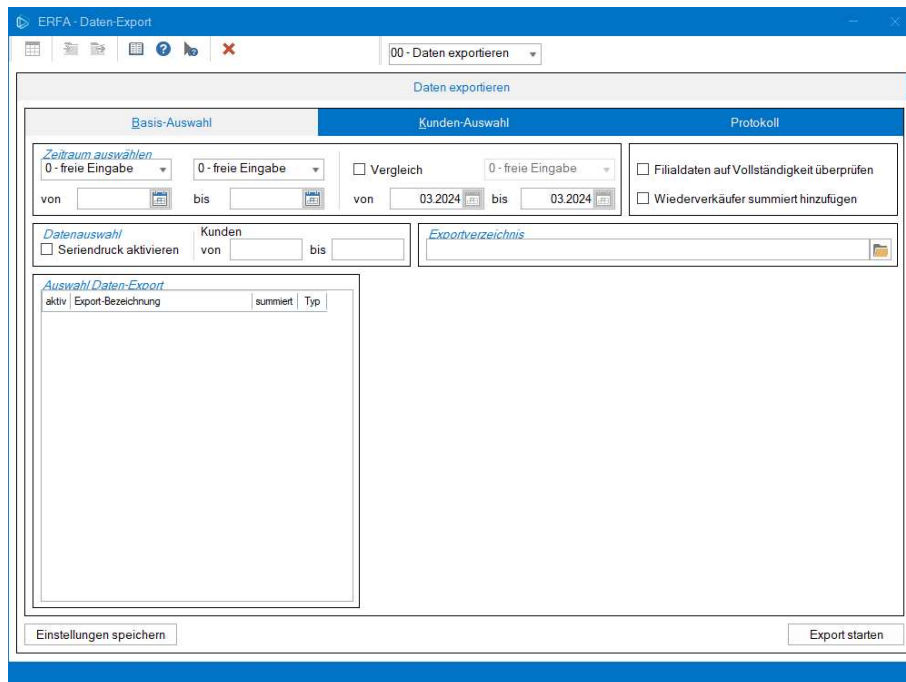 ERFA - Daten-Export
00 - Daten exportieren
Daten exportieren
Basis-Auswahl Kunden-Auswahl Protokoll
Zeitraum auswählen
0 - freie Eingabe 0 - freie Eingabe Vergleich 0 - freie Eingabe Filialdaten auf Vollständigkeit überprüfen
von bis von 03.2024 bis 03.2024 Wiederverkäufer summiert hinzufügen
Datenauswahl Kunden Exportverzeichnis
Seriendruck aktivieren von bis
Auswahl Daten-Export
aktiv Export-Bezeichnung summiert Typ
Einstellungen speichern Export starten